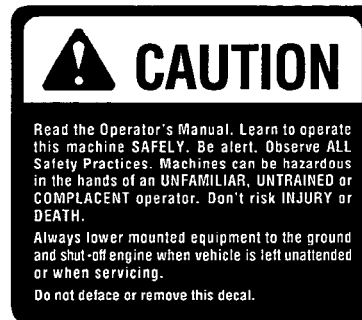 CAUTION
Read the Operator's Manual. Learn to operate
this machine SAFELY. Be alert. Observe ALL
Safety Practices. Machines can be hazardous
in the hands of an UNFAMILIAR, UNTRAINED or
COMPLACENT operator. Don't risk INJURY or
DEATH.
Always lower mounted equipment to the ground
and shut-off engine when vehicle is left unattended
or when servicing.
Do not deface or remove this decal.